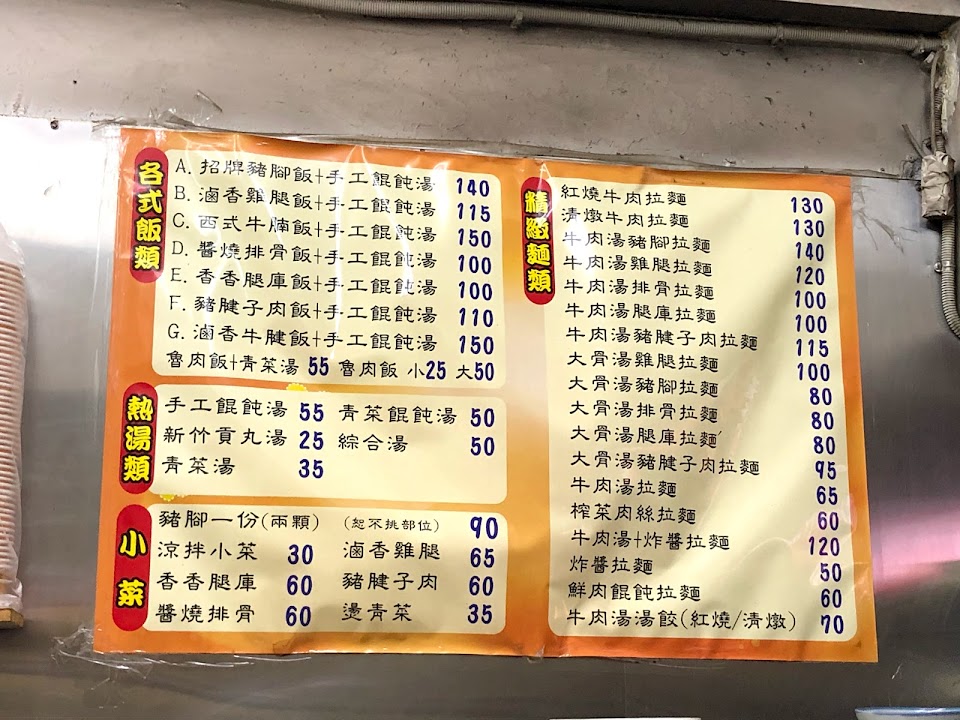 各式飯類
A. 招牌豬腳飯+手工餛飩湯 140
B. 滷香雞腿飯+手工餛飩湯 115
C. 西式牛腩飯+手工餛飩湯 150
D. 醬燒排骨飯+手工餛飩湯 100
E. 香香腿庫飯+手工餛飩湯 100
F. 豬腱子肉飯+手工餛飩湯 110
G. 滷香牛腱飯+手工餛飩湯 150
魯肉飯+青菜湯 55 魯肉飯 小25 大50
熱湯類
手工餛飩湯 55 青菜餛飩湯 50
新竹貢丸湯 25 綜合湯 50
青菜湯 35
小菜
豬腳一份(兩顆) (恕不挑部位) 90
涼拌小菜 30 滷香雞腿 65
香香腿庫 60 豬腱子肉 60
醬燒排骨 60 燙青菜 35
精緻麵類
紅燒牛肉拉麵 130
清燉牛肉拉麵 130
牛肉湯豬腳拉麵 140
牛肉湯雞腿拉麵 120
牛肉湯排骨拉麵 100
牛肉湯腿庫拉麵 100
牛肉湯豬腱子肉拉麵 115
大骨湯雞腿拉麵 100
大骨湯豬腳拉麵 80
大骨湯排骨拉麵 80
大骨湯腿庫拉麵 80
大骨湯豬腱子肉拉麵 95
牛肉湯拉麵 65
榨菜肉絲拉麵 60
牛肉湯+炸醬拉麵 120
炸醬拉麵 50
鮮肉餛飩拉麵 60
牛肉湯湯餃(紅燒/清燉) 70